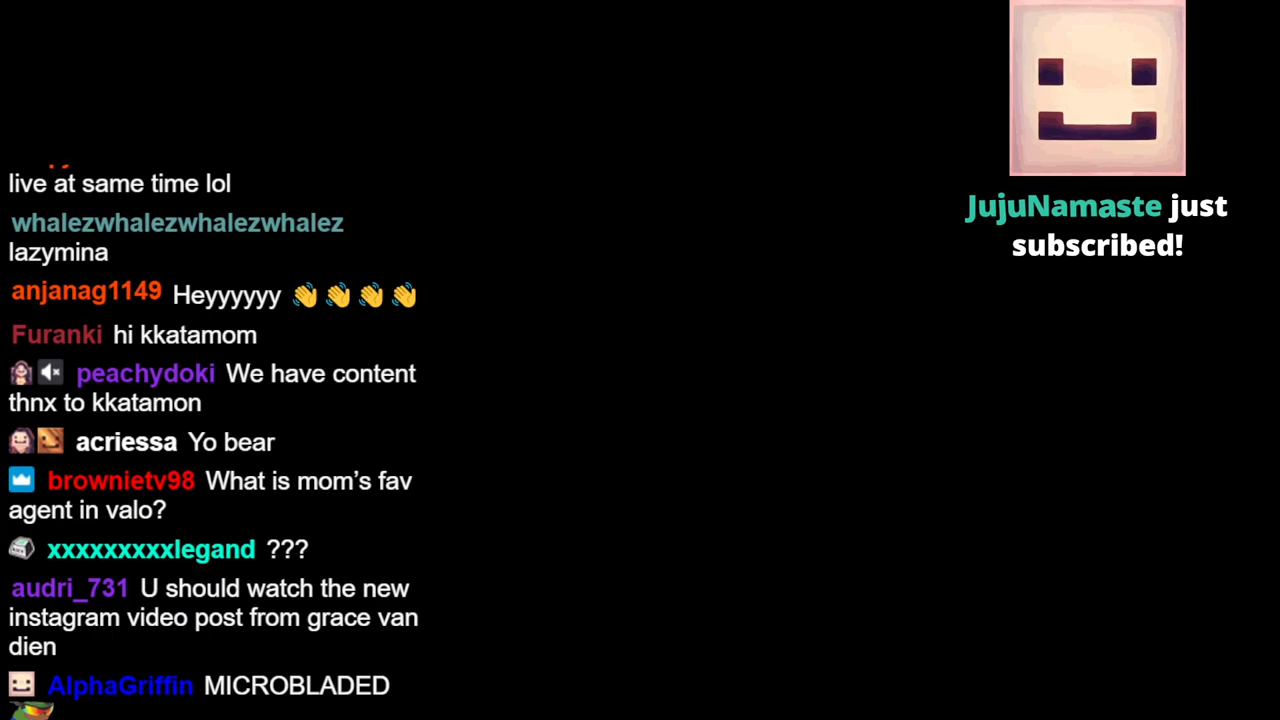 live at same time lol
whalezwhalezwhalezwhalez
lazymina
anjanag1149 Heyyyyyy 👋 👋 👋 👋
Furanki hi kkatamom
peachydoki We have content
thnx to kkatamon
acriessa Yo bear
brownietv98 What is mom’s fav
agent in valo?
xxxxxxxxxlegand ???
audri_731 U should watch the new
instagram video post from grace van
dien
AlphaGriffin MICROBLADED
JujuNamaste just
subscribed!